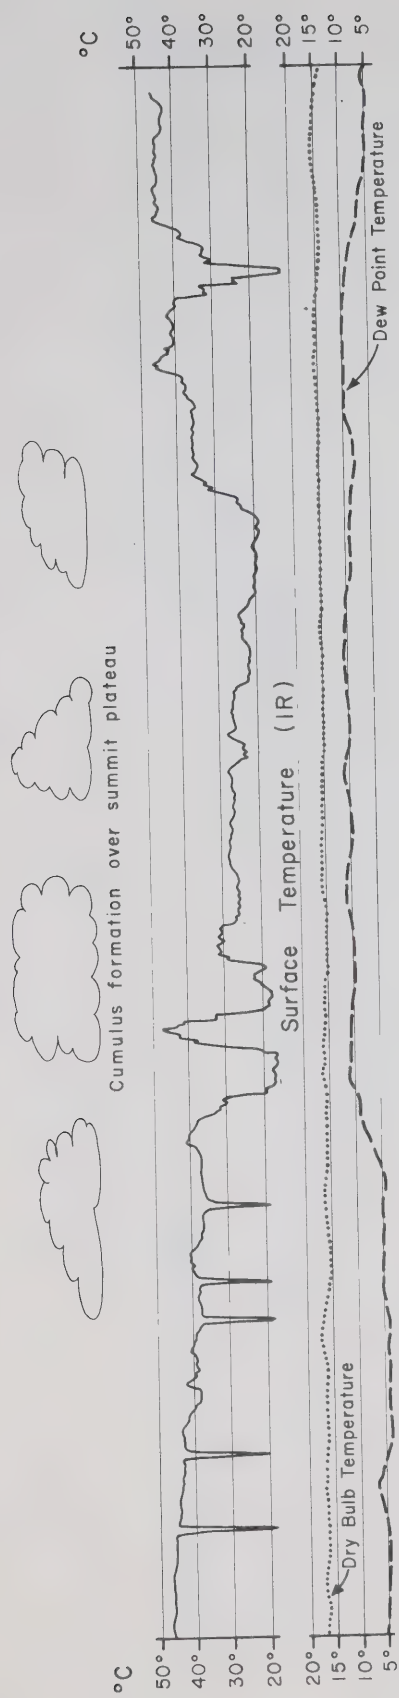 Cumulus formation over summit plateau
°C
50°
40°
30°
20°
20°
15°
10°
5°
°C
50°
40°
30°
20°
20°
15°
10°
5°
Surface Temperature (IR)
Dry Bulb Temperature
Dew Point Temperature